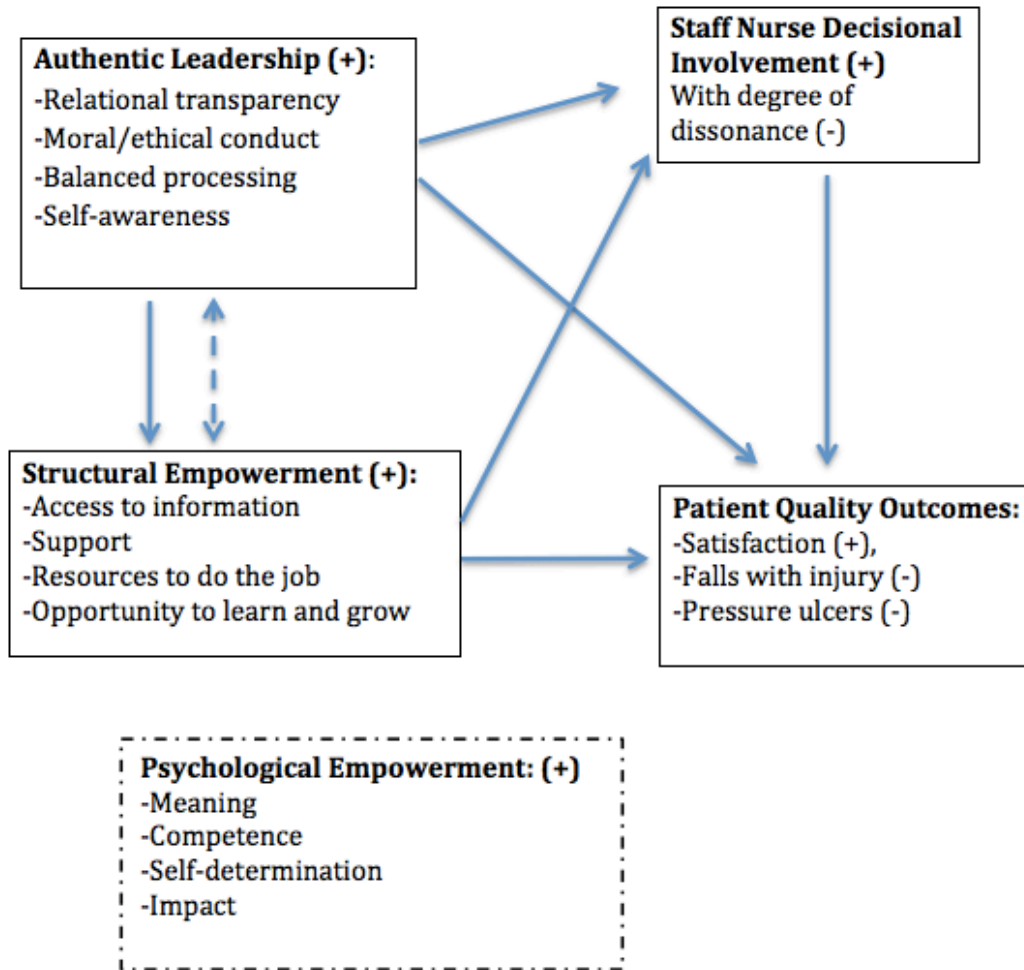 Authentic Leadership (+):
-Relational transparency
-Moral/ethical conduct
-Balanced processing
-Self-awareness
Staff Nurse Decisional
Involvement (+)
With degree of
dissonance (-)
Structural Empowerment (+):
-Access to information
-Support
-Resources to do the job
-Opportunity to learn and grow
Patient Quality Outcomes:
-Satisfaction (+),
-Falls with injury (-)
-Pressure ulcers (-)
Psychological Empowerment: (+)
-Meaning
-Competence
-Self-determination
-Impact